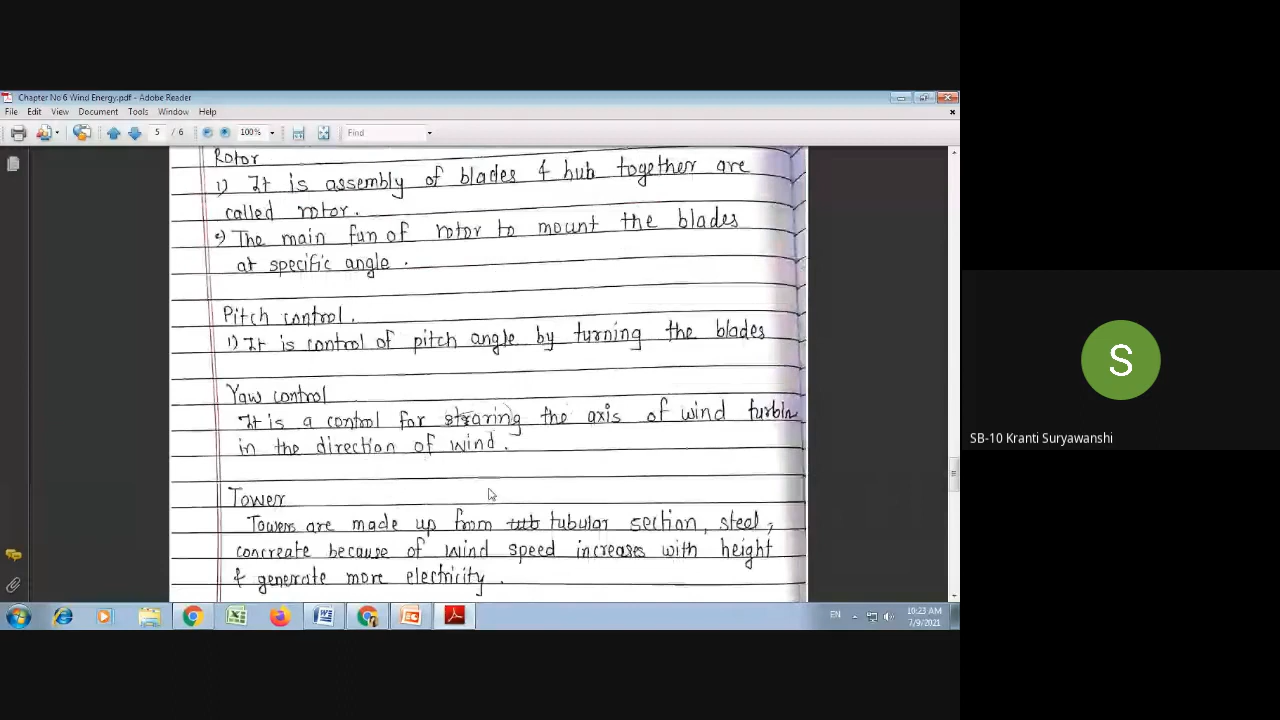 Chapter No 6 Wind Energy.pdf - Adobe Reader
File Edit View Document Tools Window Help
5 / 6 100% Find
Rotor
1) It is assembly of blades & hub together are
called rotor.
2) The main fun of rotor to mount the blades
at specific angle.
Pitch control.
1) It is control of pitch angle by turning the blades
Yaw control
It is a control for the axis of wind turbin
in the direction of wind.
Tower
Towers are made up from tub tubular section, steel,
concreate because of wind speed increases with height
& generate more electricity.
EN
10:23 AM
7/9/2021
S
SB-10 Kranti Suryawanshi